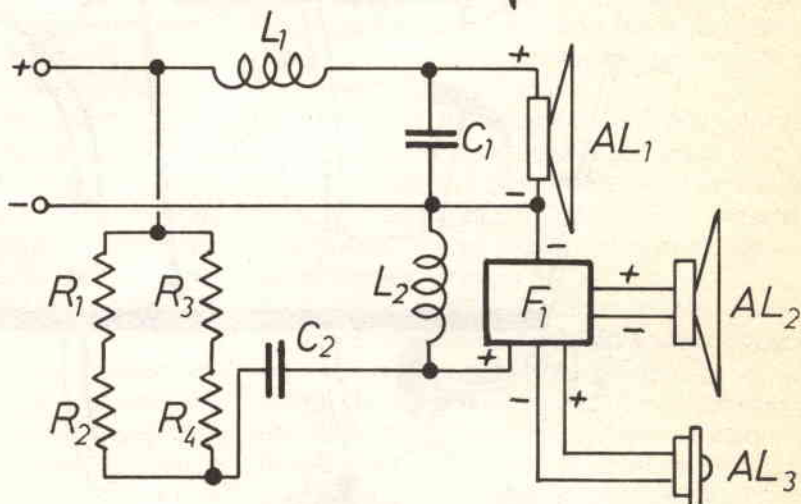 L1
+ +
C1 AL1
− −
−
R1 R3 L2 F1 + AL2
−
C2
+
R2 R4 − +
AL3